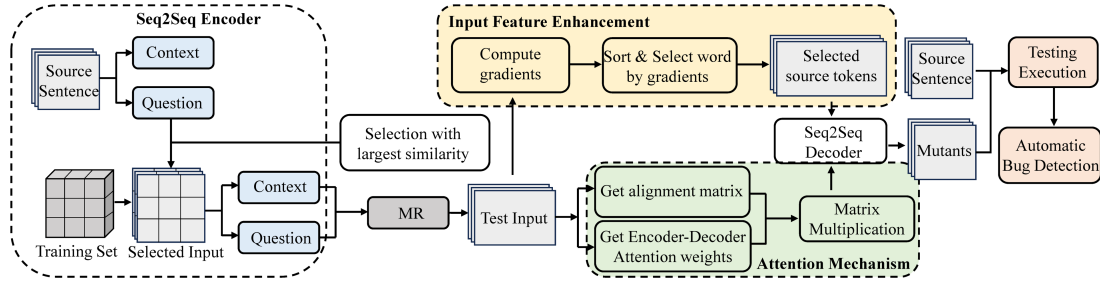 Seq2Seq Encoder
Source
Sentence
Context
Question
Selection with
largest similarity
Training Set
Selected Input
Context
Question
MR
Test Input
Input Feature Enhancement
Compute
gradients
Sort & Select word
by gradients
Selected
source tokens
Get alignment matrix
Get Encoder-Decoder
Attention weights
Matrix
Multiplication
Attention Mechanism
Seq2Seq
Decoder
Source
Sentence
Mutants
Testing
Execution
Automatic
Bug Detection